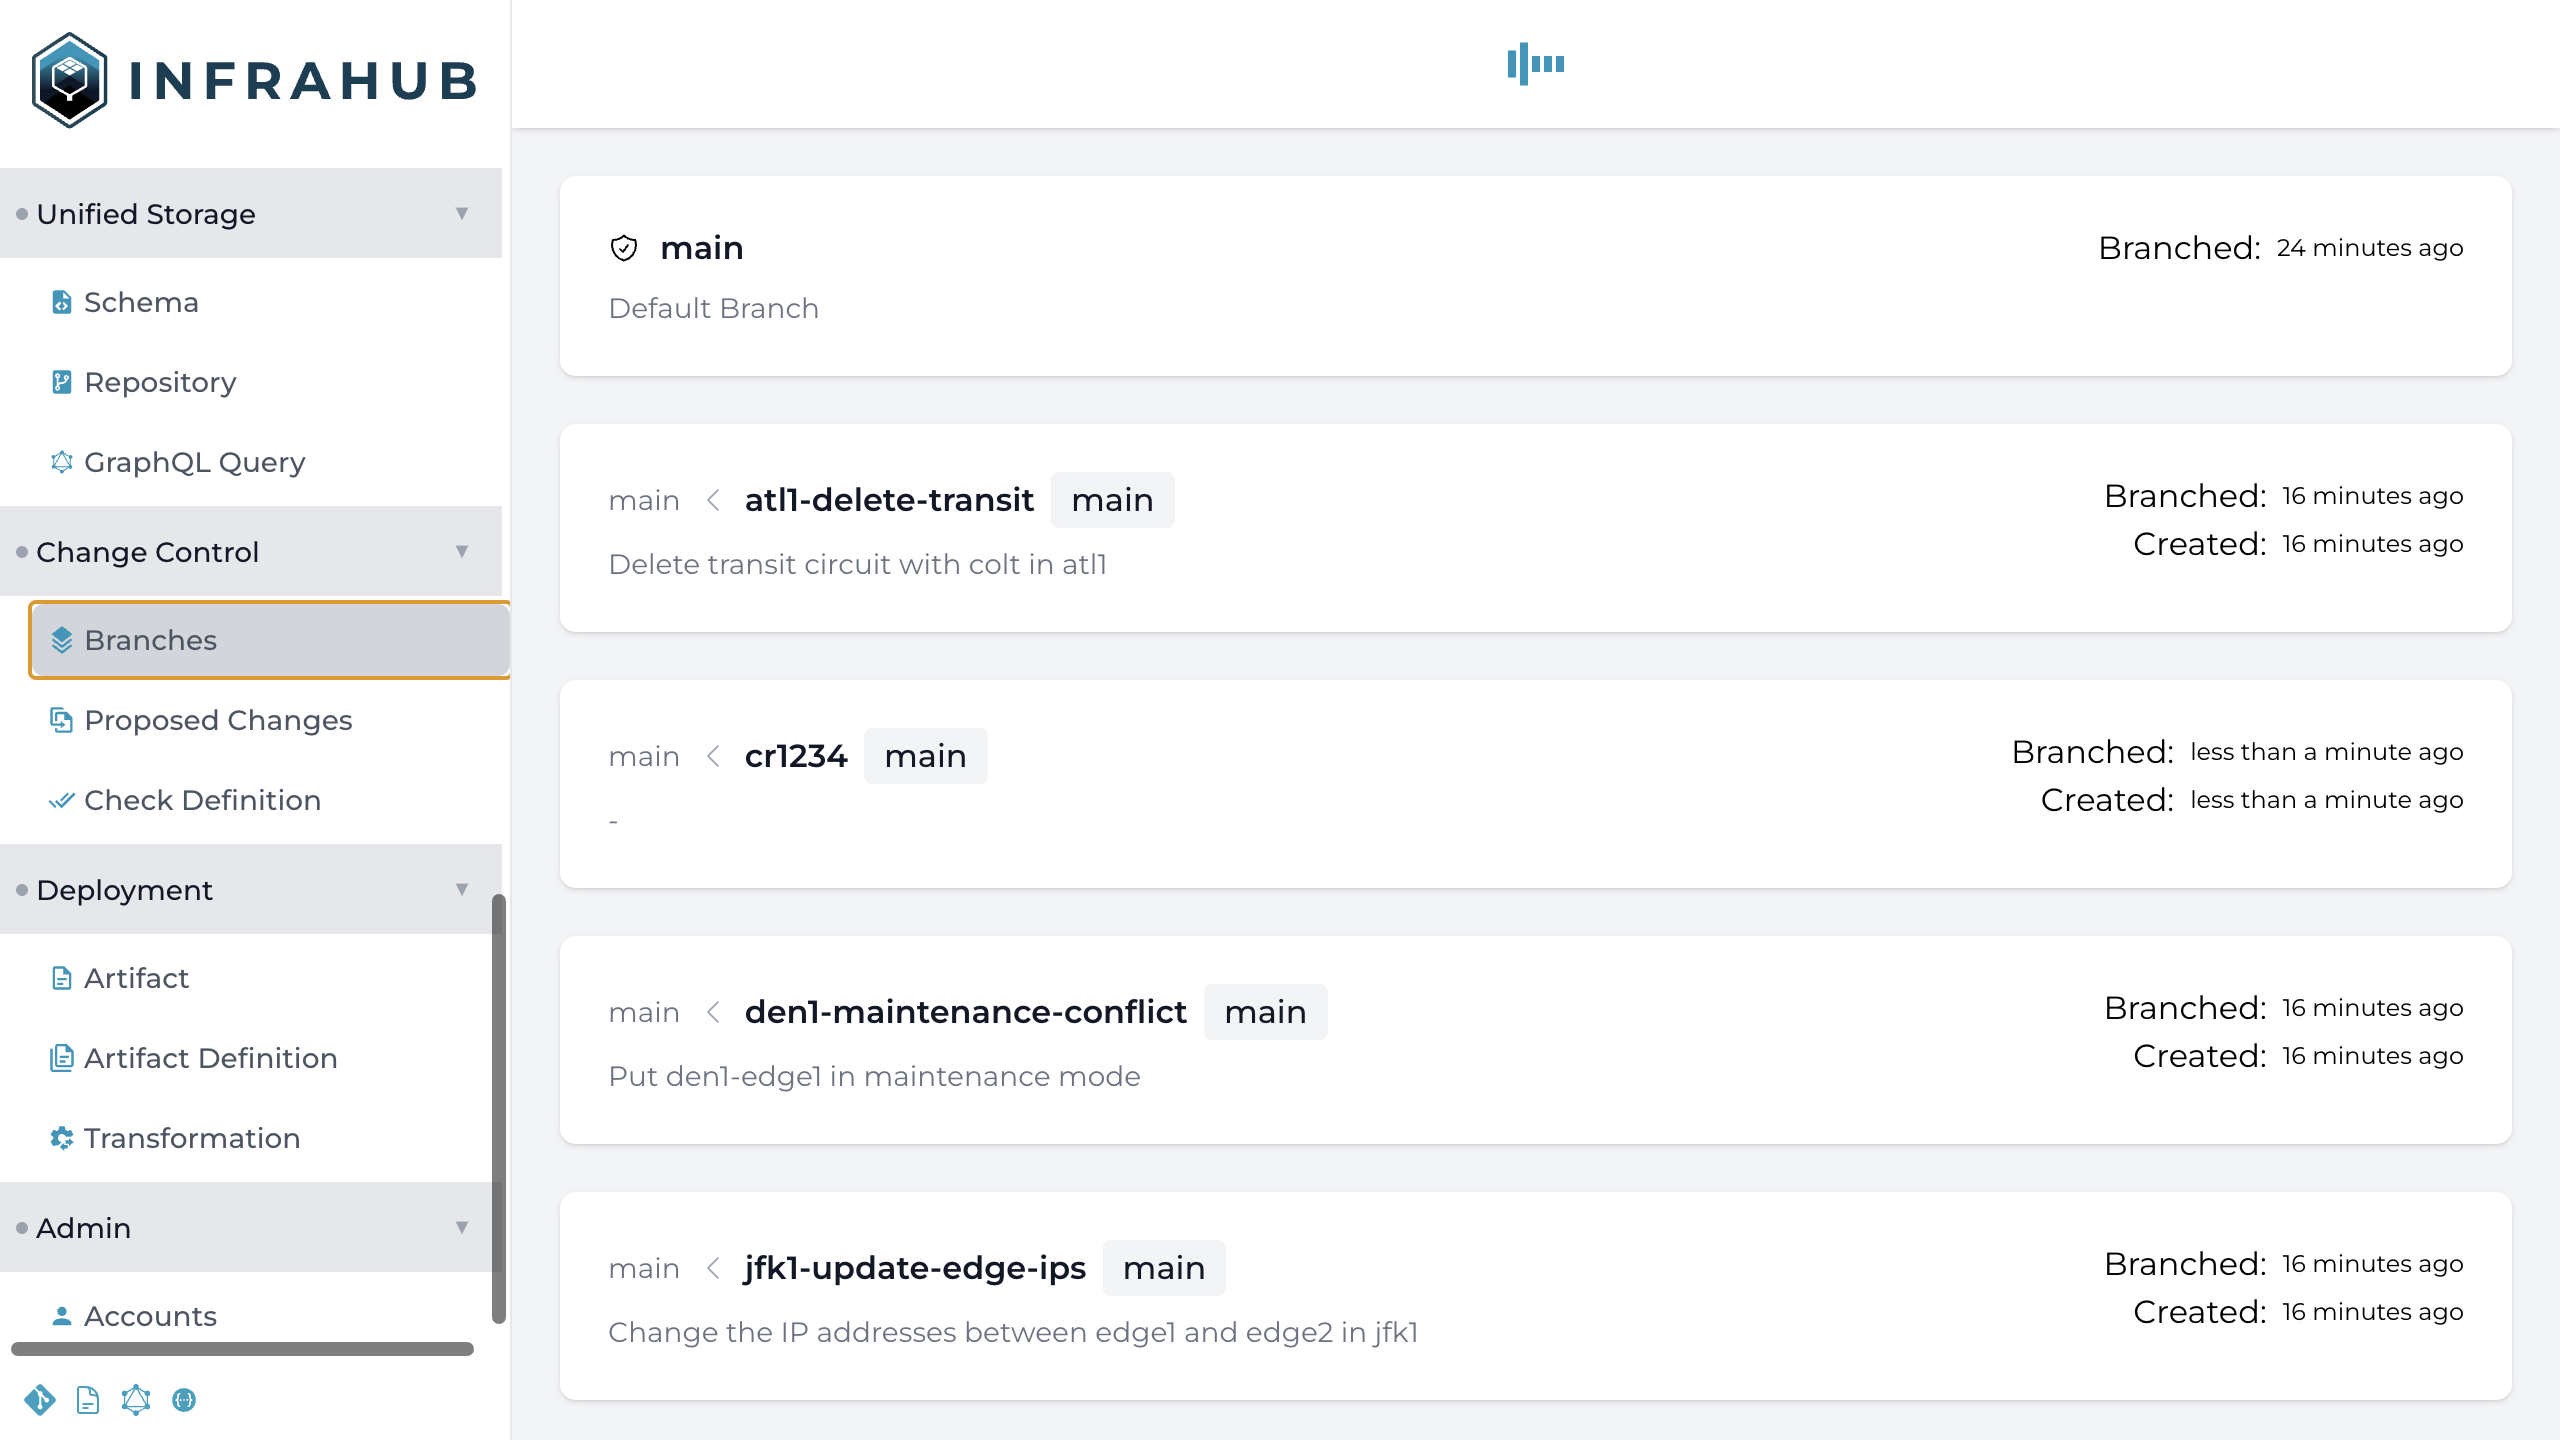 INFRAHUB
Unified Storage
Schema
Repository
GraphQL Query
Change Control
Branches
Proposed Changes
Check Definition
Deployment
Artifact
Artifact Definition
Transformation
Admin
Accounts
main
Branched: 24 minutes ago
Default Branch
main < atl1-delete-transit main
Branched: 16 minutes ago
Created: 16 minutes ago
Delete transit circuit with colt in atl1
main < cr1234 main
Branched: less than a minute ago
Created: less than a minute ago
-
main < den1-maintenance-conflict main
Branched: 16 minutes ago
Created: 16 minutes ago
Put den1-edge1 in maintenance mode
main < jfk1-update-edge-ips main
Branched: 16 minutes ago
Created: 16 minutes ago
Change the IP addresses between edge1 and edge2 in jfk1